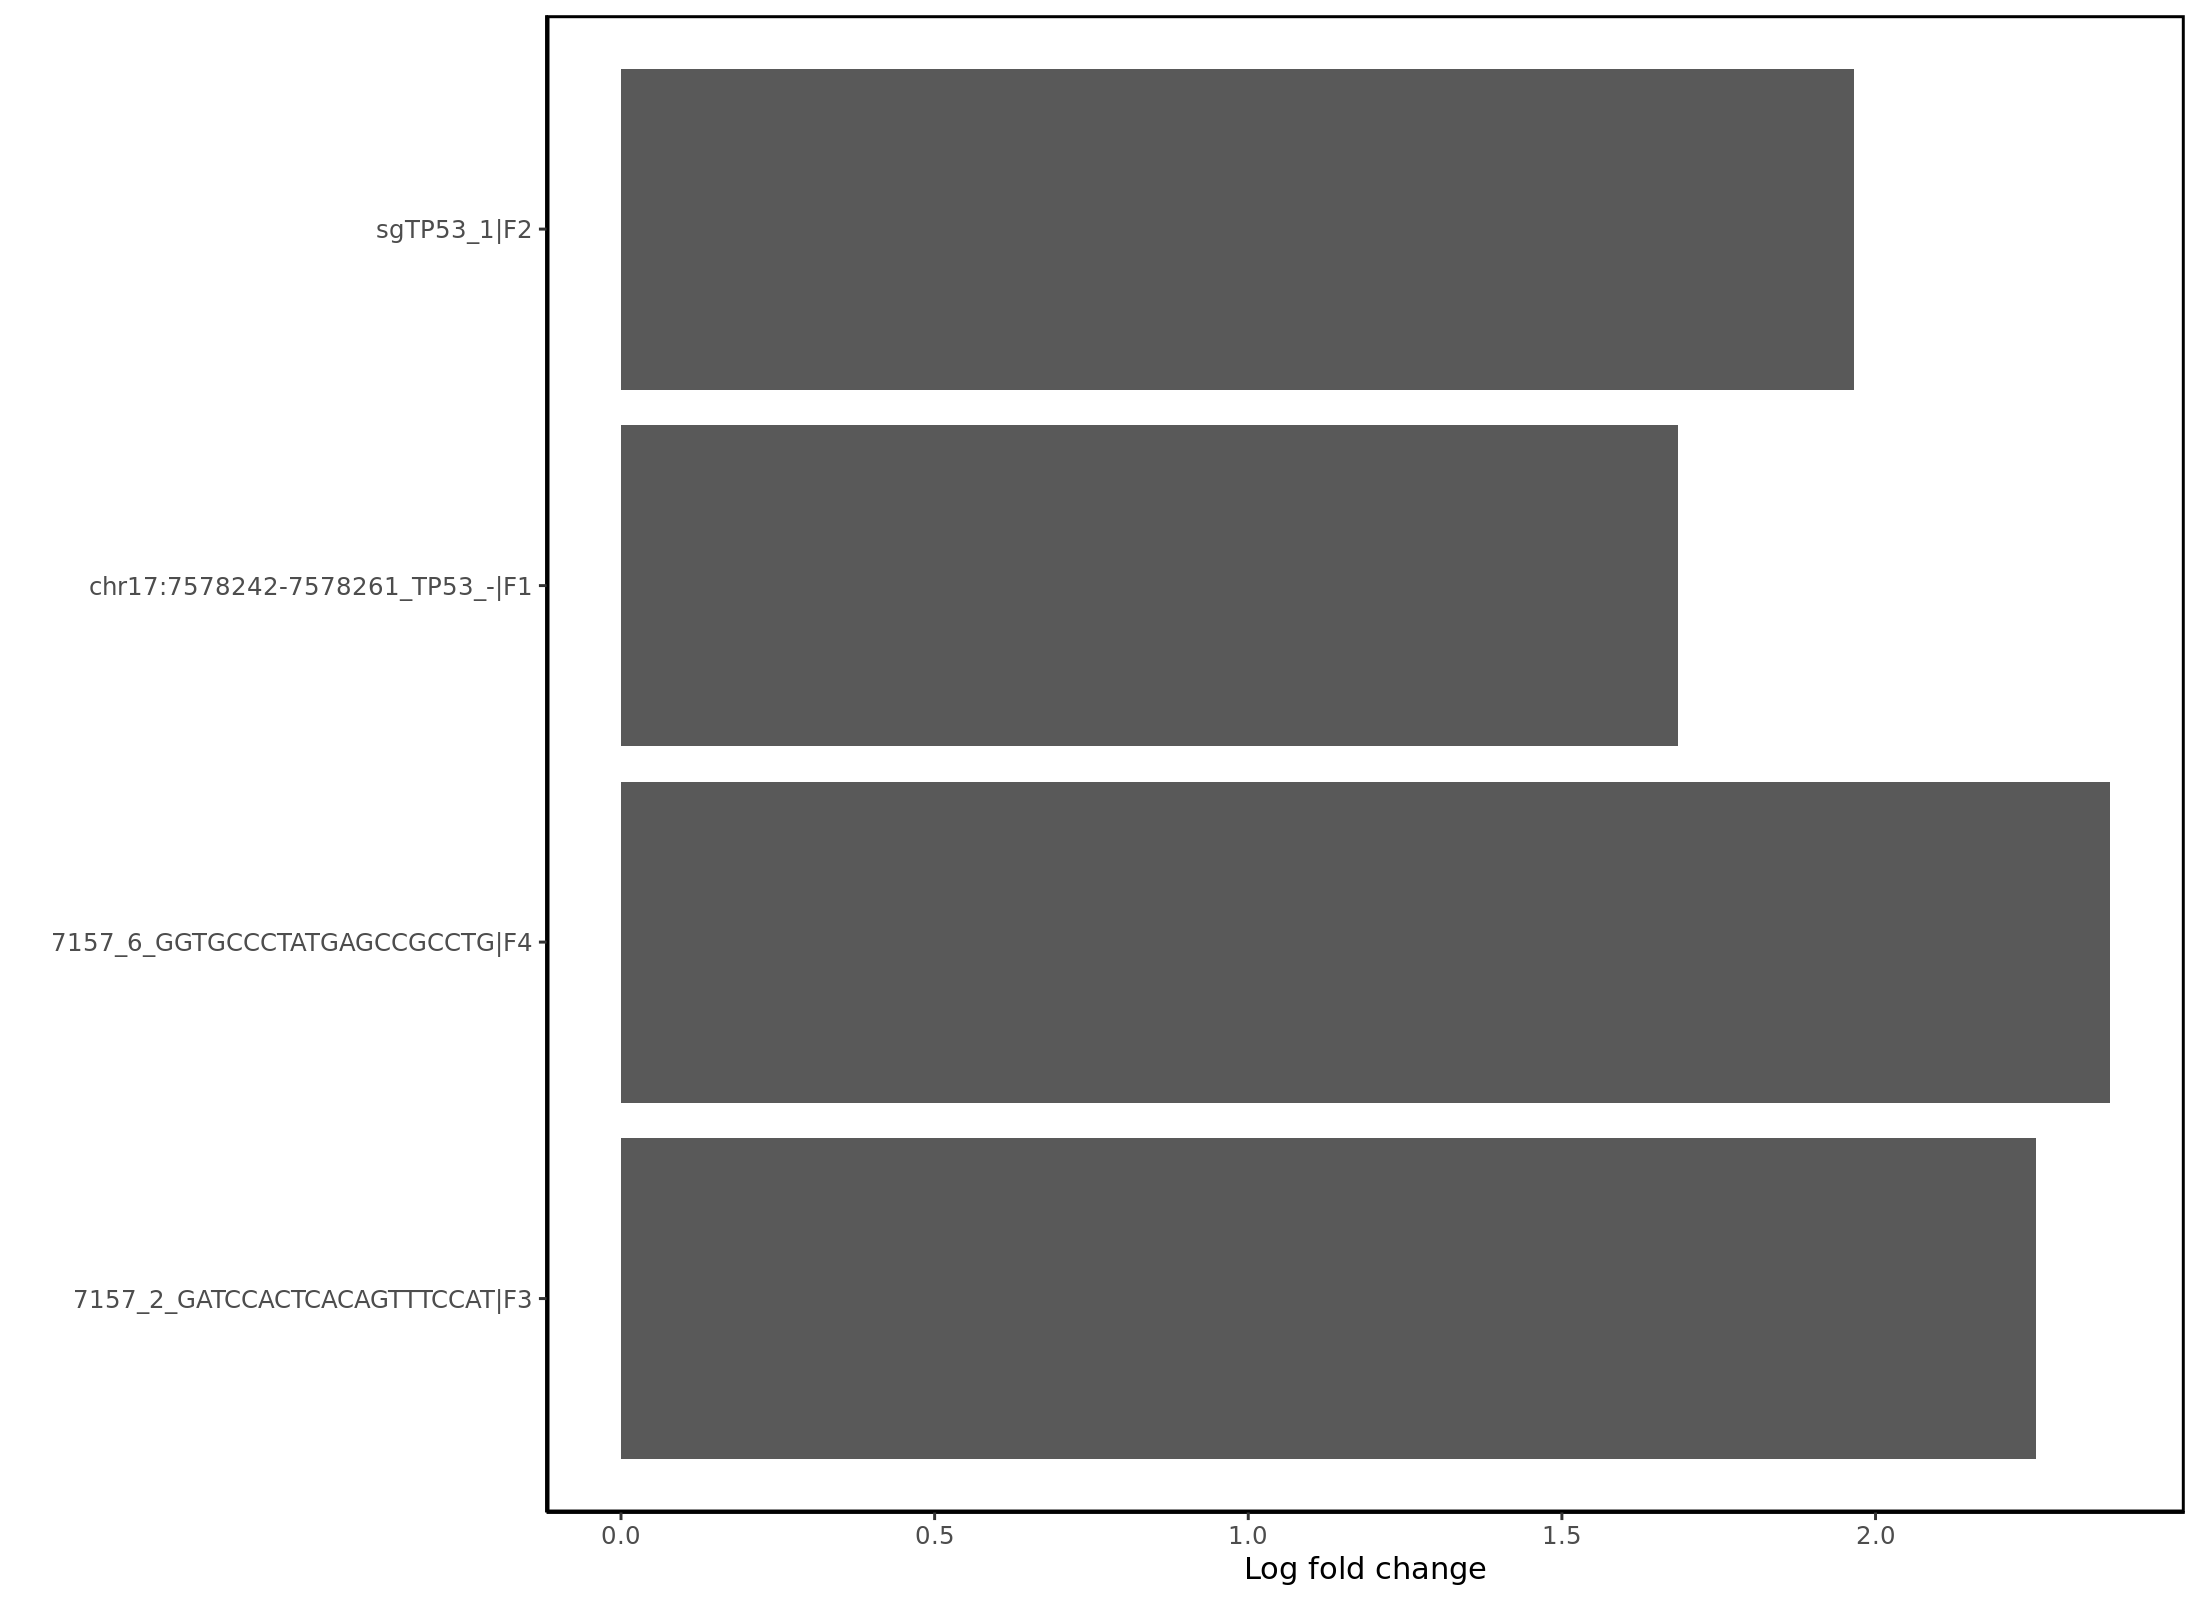 sgTP53_1|F2
chr17:7578242-7578261_TP53_-|F1
7157_6_GGTGCCCTATGAGCCGCCTG|F4
7157_2_GATCCACTCACAGTTTCCAT|F3
0.0 0.5 1.0 1.5 2.0
Log fold change